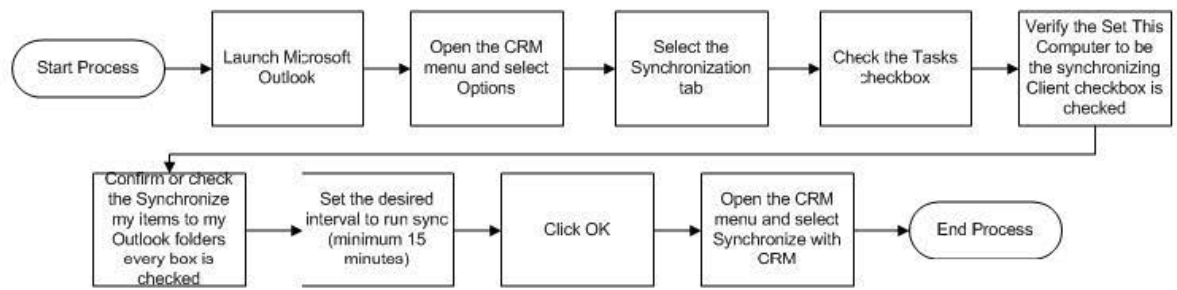 Start Process
Launch Microsoft
Outlook
Open the CRM
menu and select
Options
Select the
Synchronization
tab
Check the Tasks
checkbox
Verify the Set This
Computer to be
the synchronizing
Client checkbox is
checked
Confirm or check
the Synchronize
my items to my
Outlook folders
every box is
checked
Set the desired
interval to run sync
(minimum 15
minutes)
Click OK
Open the CRM
menu and select
Synchronize with
CRM
End Process